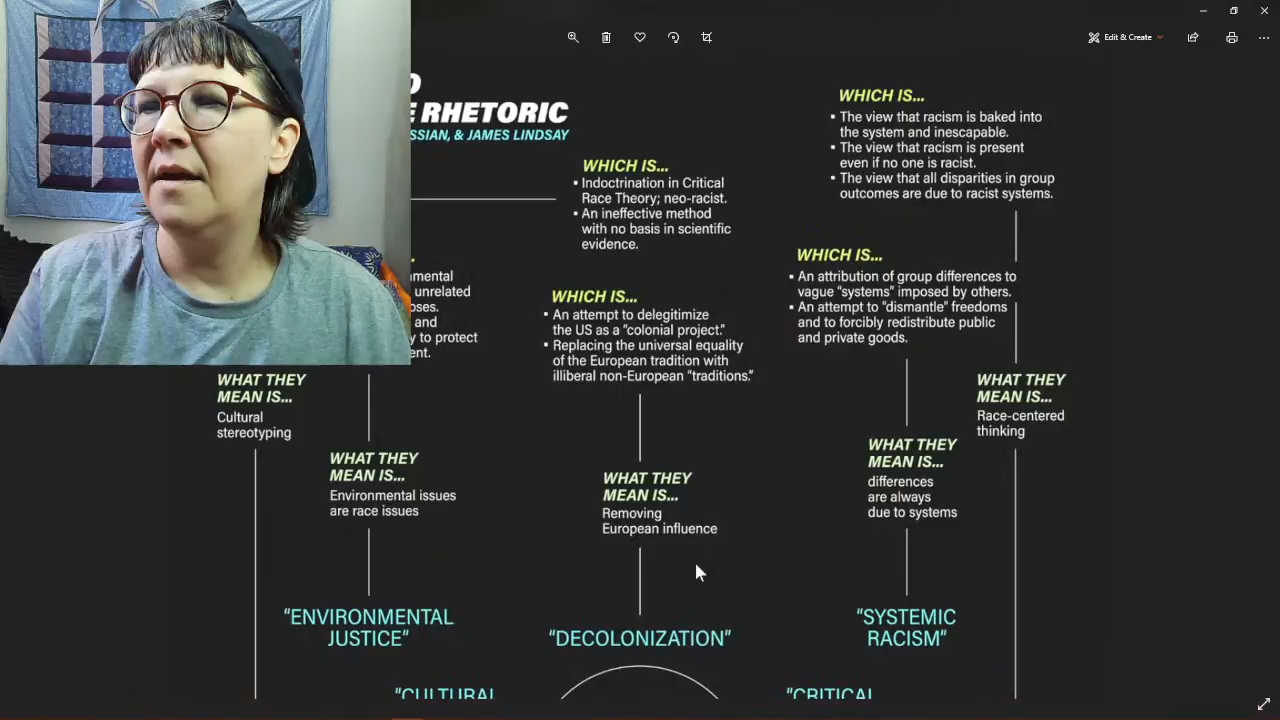 Edit & Create
RHETORIC
SSIAN, & JAMES LINDSAY
WHICH IS...
▪ The view that racism is baked into
the system and inescapable.
▪ The view that racism is present
even if no one is racist.
▪ The view that all disparities in group
outcomes are due to racist systems.
WHICH IS...
▪ Indoctrination in Critical
Race Theory; neo-racist.
▪ An ineffective method
with no basis in scientific
evidence.
WHICH IS...
▪ An attribution of group differences to
vague "systems" imposed by others.
▪ An attempt to "dismantle" freedoms
and to forcibly redistribute public
and private goods.
mental
unrelated
oses.
and
y to protect
ent.
WHICH IS...
▪ An attempt to delegitimize
the US as a "colonial project."
▪ Replacing the universal equality
of the European tradition with
illiberal non-European "traditions."
WHAT THEY
MEAN IS...
Cultural
stereotyping
WHAT THEY
MEAN IS...
Race-centered
thinking
WHAT THEY
MEAN IS...
Environmental issues
are race issues
WHAT THEY
MEAN IS...
Removing
European influence
WHAT THEY
MEAN IS...
differences
are always
due to systems
"ENVIRONMENTAL
JUSTICE"
"DECOLONIZATION"
"SYSTEMIC
RACISM"
"CULTURAL
"CRITICAL